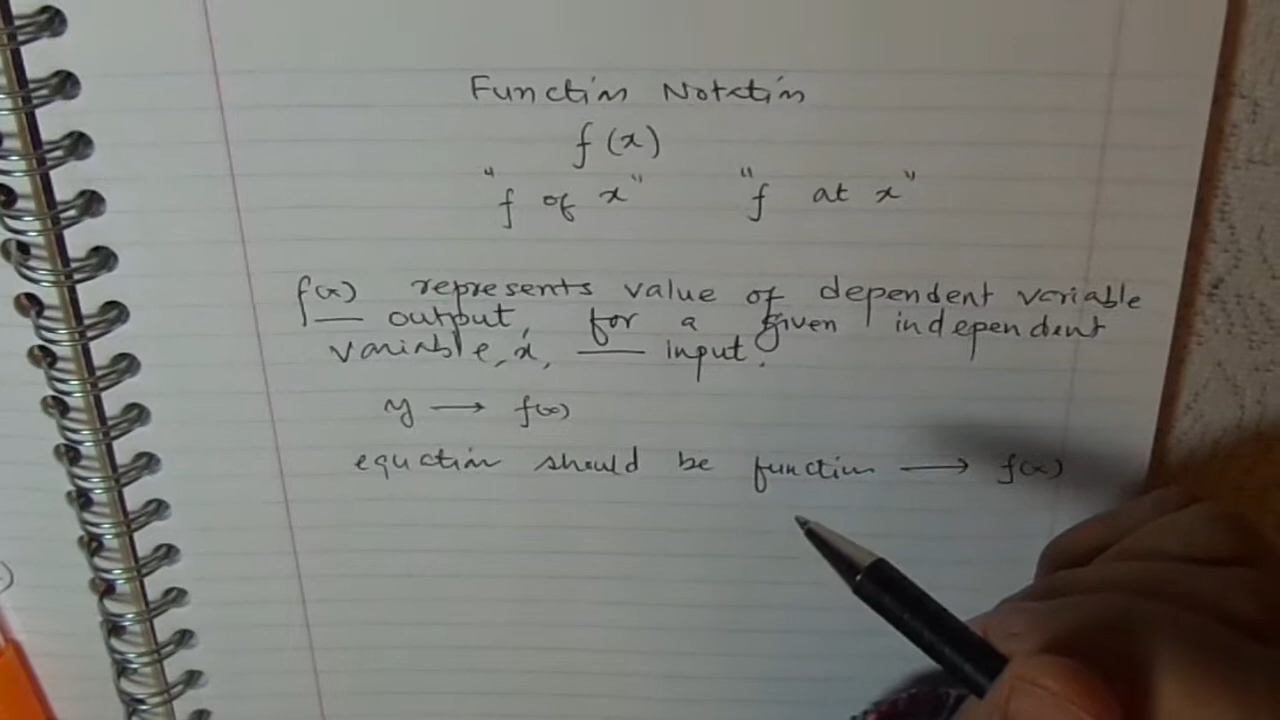 Function Notation
f(x)
"f of x" "f at x"
f(x) represents value of dependent variable
— output, for a given independent
variable, x, — input.
y → f(x)
equation should be function → f(x)